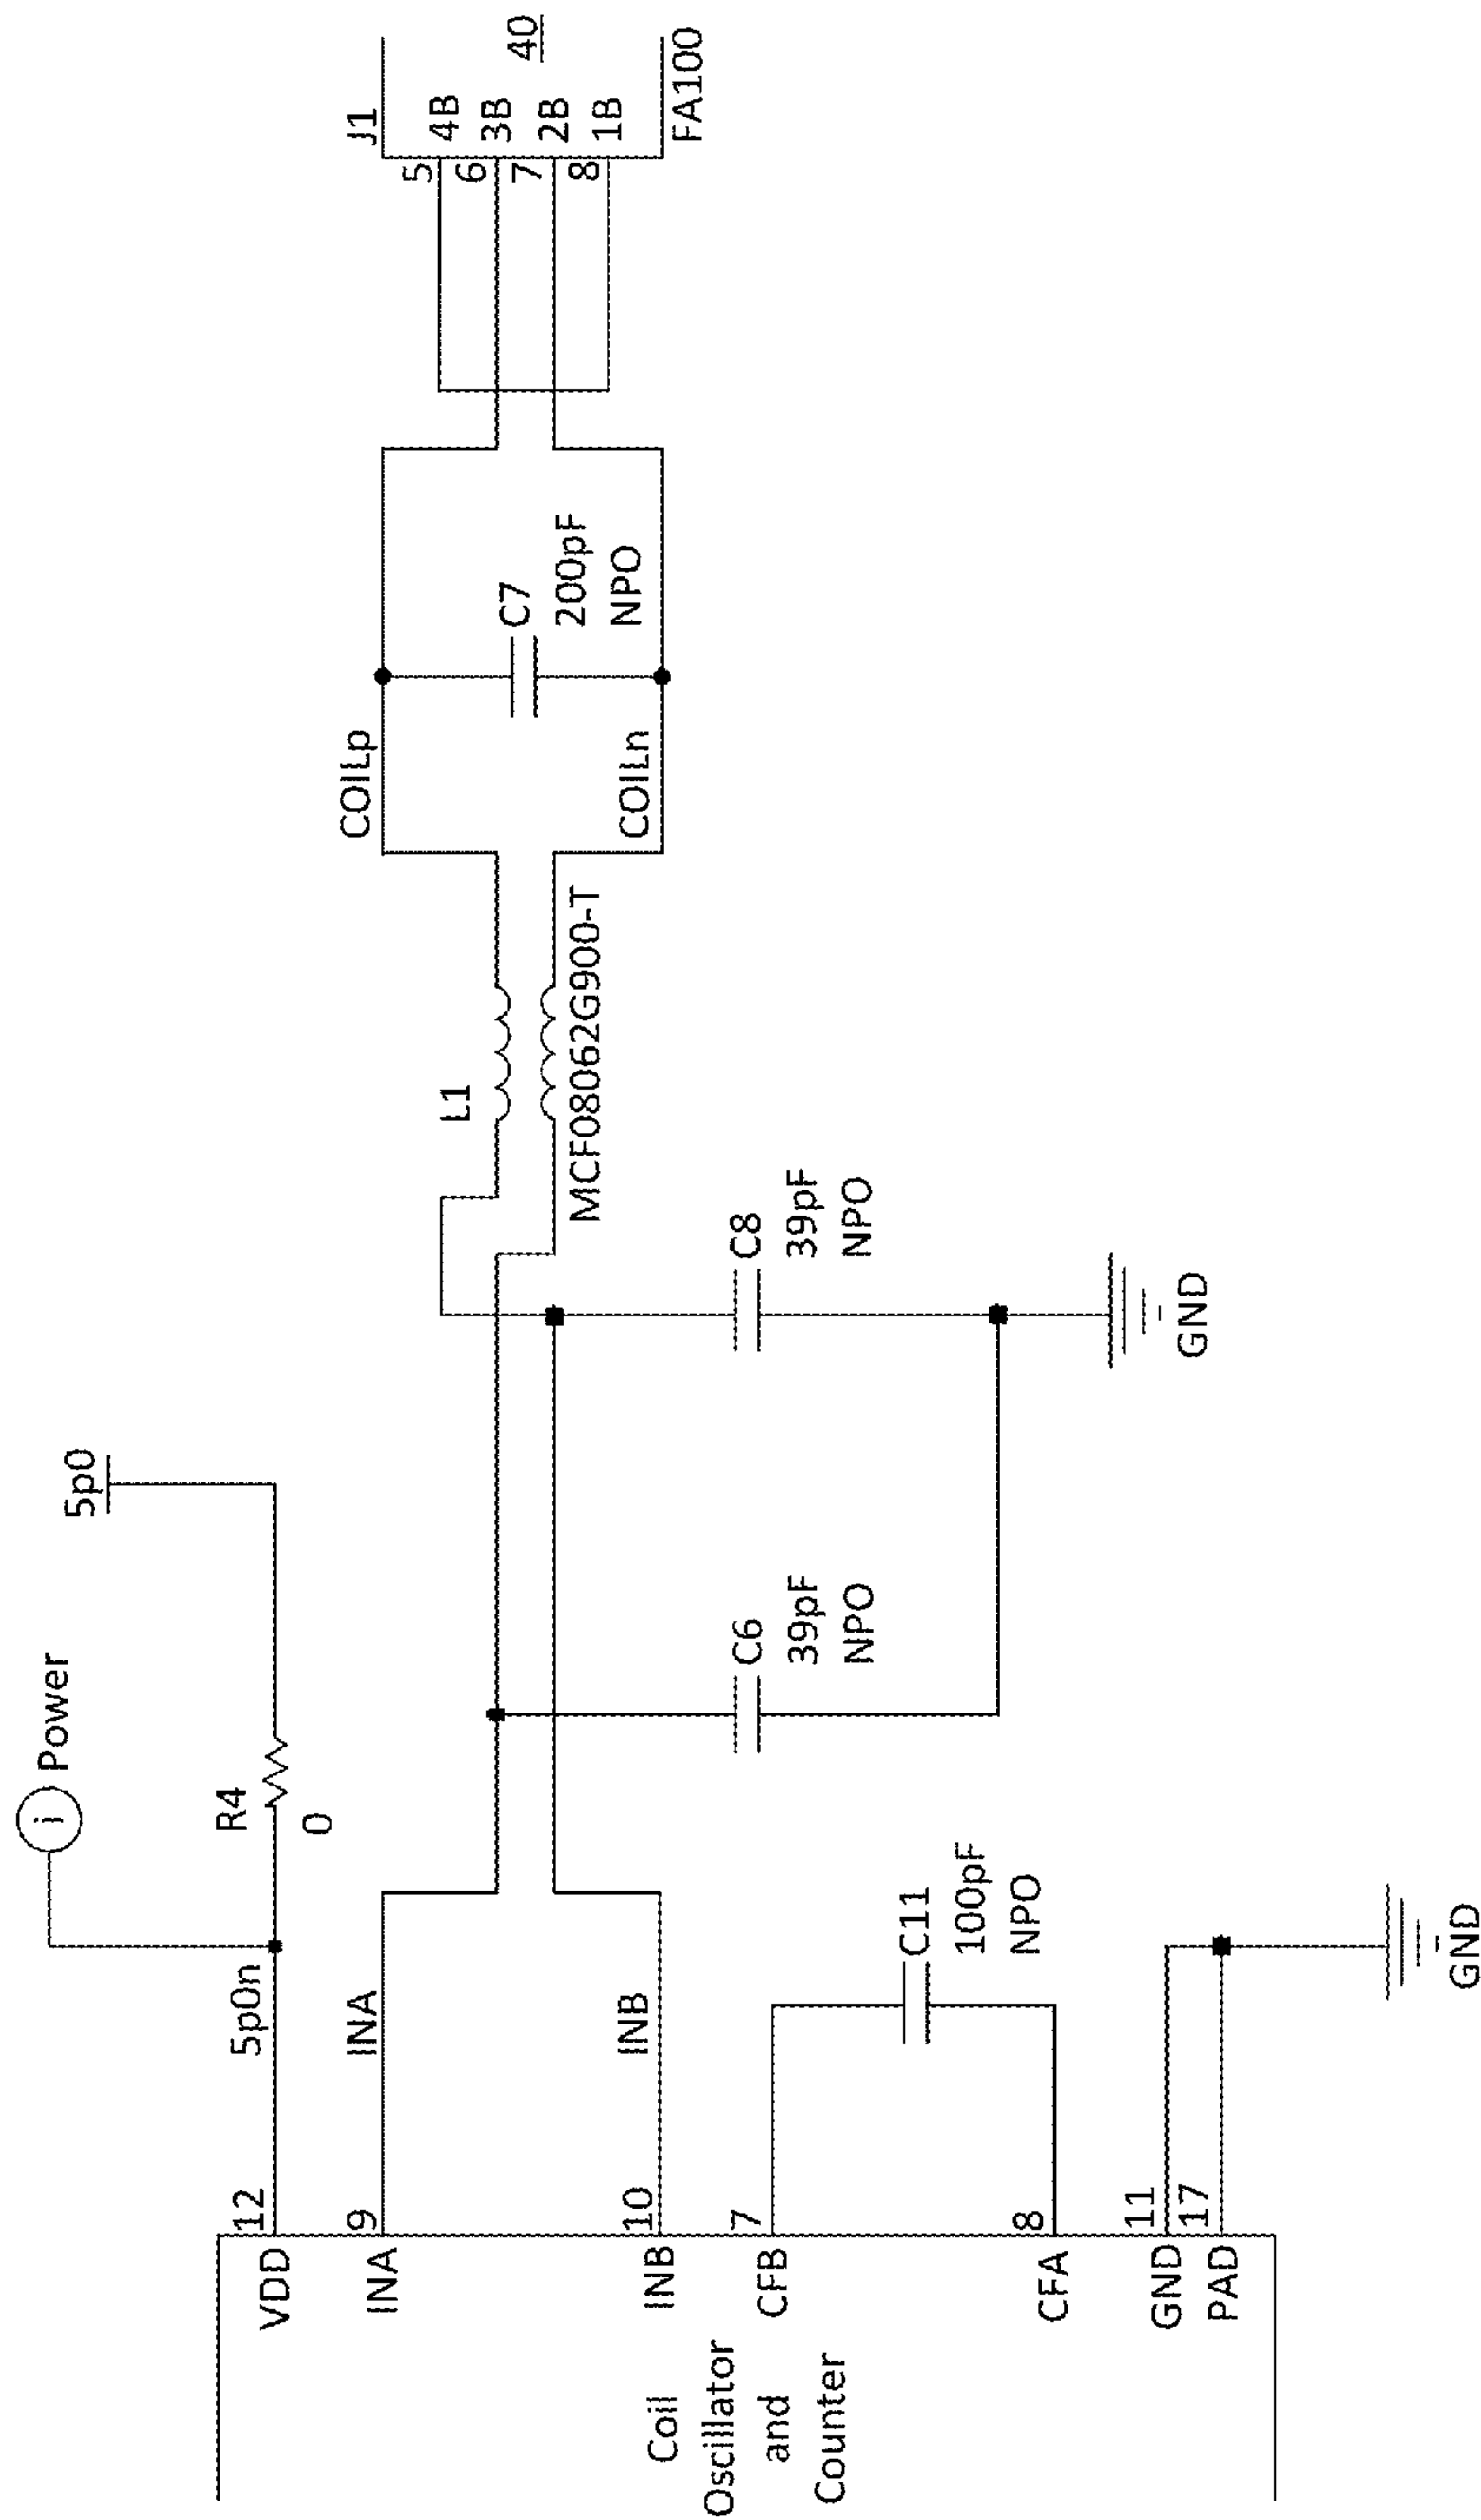 5p0
Power
i
R4
0
5p0n
INA
INB
12
VDD
9
INA
10
INB
7
CFB
8
CFA
11
GND
17
PAD
Coil
Oscillator
and
Counter
C11
100pF
NPO
GND
C6
39pF
NPO
C8
39pF
NPO
GND
L1
MCF08062G900-T
COILp
COILn
C7
200pF
NPO
J1
5
4B
6
3B
7
2B
8
1B
40
FA100